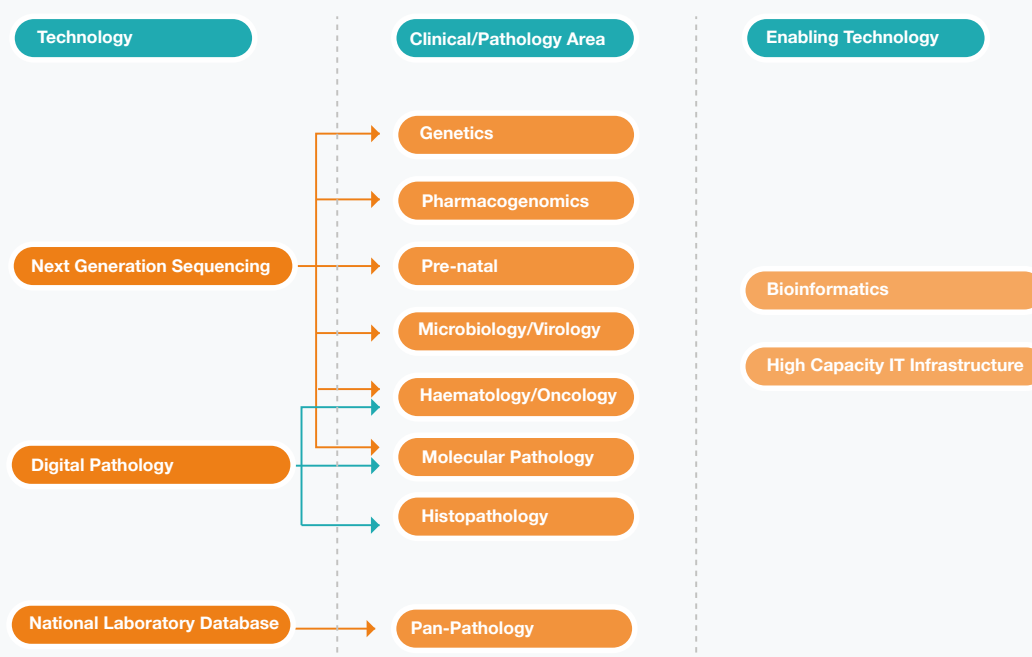 Technology
Clinical/Pathology Area
Enabling Technology
Genetics
Pharmacogenomics
Next Generation Sequencing
Pre-natal
Bioinformatics
Microbiology/Virology
High Capacity IT Infrastructure
Haematology/Oncology
Digital Pathology
Molecular Pathology
Histopathology
National Laboratory Database
Pan-Pathology